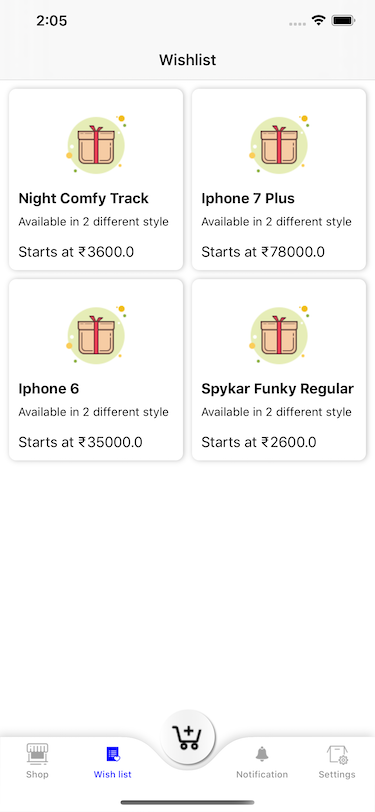 2:05
Wishlist
Night Comfy Track
Available in 2 different style
Starts at ₹3600.0
Iphone 7 Plus
Available in 2 different style
Starts at ₹78000.0
Iphone 6
Available in 2 different style
Starts at ₹35000.0
Spykar Funky Regular
Available in 2 different style
Starts at ₹2600.0
Shop
Wish list
Notification
Settings